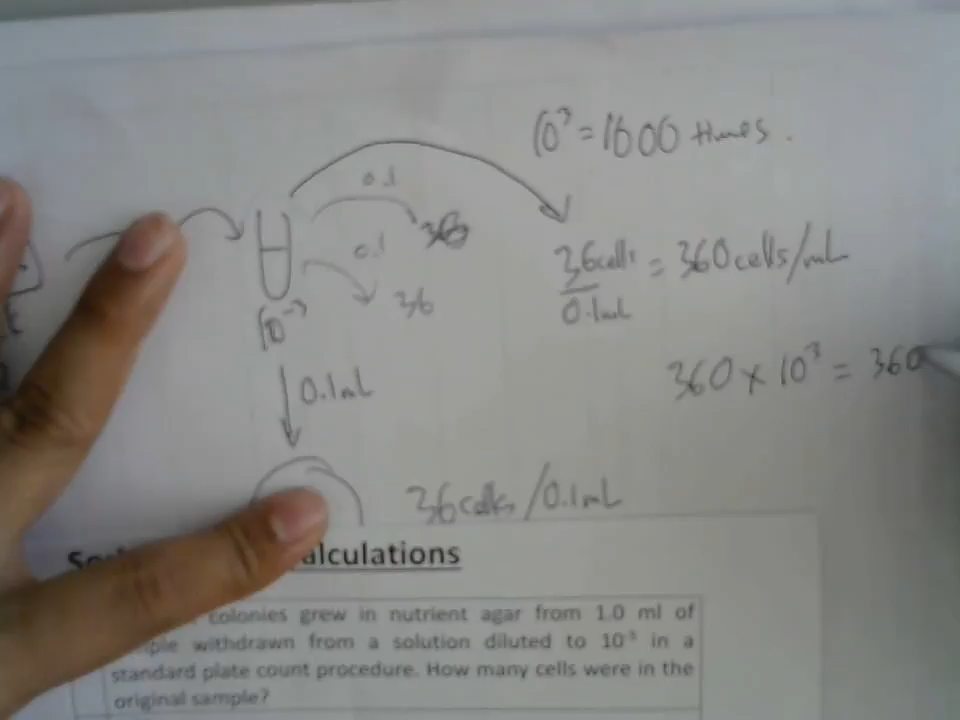 10³ = 1000 times.
0.1
36
0.1
36
36cells
0.1mL
= 360cells/mL
10⁻³
0.1mL
360 × 10³ = 360
36cells/0.1mL
alculations
colonies grew in nutrient agar from 1.0 ml of
withdrawn from a solution diluted to 10⁻³ in a
standard plate count procedure. How many cells were in the
original sample?